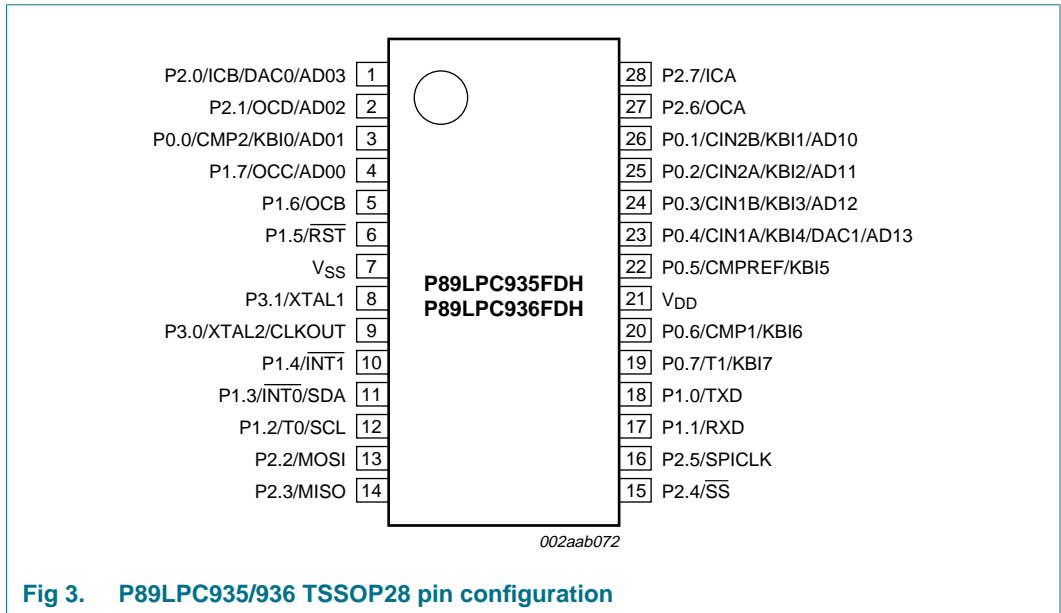 P2.0/ICB/DAC0/AD03 1
P2.1/OCD/AD02 2
P0.0/CMP2/KBI0/AD01 3
P1.7/OCC/AD00 4
P1.6/OCB 5
P1.5/R̅S̅T̅ 6
VSS 7
P3.1/XTAL1 8
P3.0/XTAL2/CLKOUT 9
P1.4/I̅N̅T̅1̅ 10
P1.3/I̅N̅T̅0̅/SDA 11
P1.2/T0/SCL 12
P2.2/MOSI 13
P2.3/MISO 14
P89LPC935FDH
P89LPC936FDH
28 P2.7/ICA
27 P2.6/OCA
26 P0.1/CIN2B/KBI1/AD10
25 P0.2/CIN2A/KBI2/AD11
24 P0.3/CIN1B/KBI3/AD12
23 P0.4/CIN1A/KBI4/DAC1/AD13
22 P0.5/CMPREF/KBI5
21 VDD
20 P0.6/CMP1/KBI6
19 P0.7/T1/KBI7
18 P1.0/TXD
17 P1.1/RXD
16 P2.5/SPICLK
15 P2.4/S̅S̅
002aab072
Fig 3. P89LPC935/936 TSSOP28 pin configuration